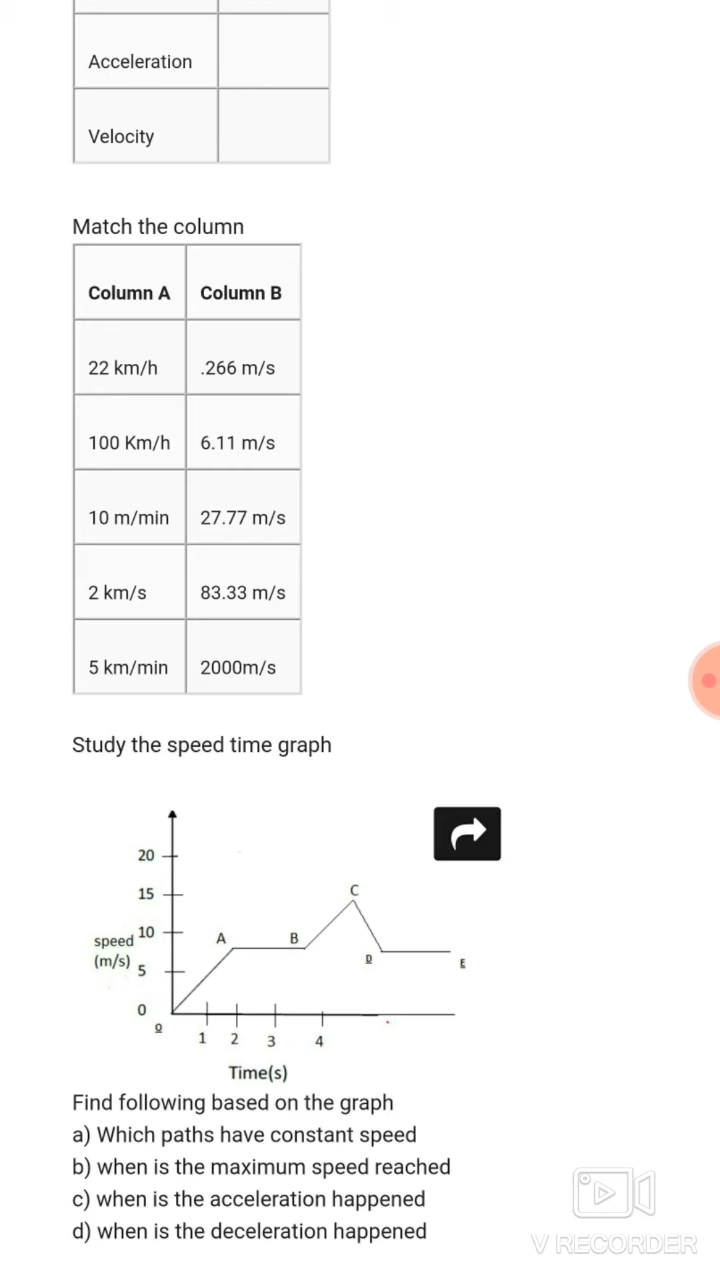 Acceleration
Velocity
Match the column
Column A Column B
22 km/h .266 m/s
100 Km/h 6.11 m/s
10 m/min 27.77 m/s
2 km/s 83.33 m/s
5 km/min 2000m/s
Study the speed time graph
20
15
C
10
speed
(m/s)
A
B
D
E
5
0
O
1 2 3 4
Time(s)
Find following based on the graph
a) Which paths have constant speed
b) when is the maximum speed reached
c) when is the acceleration happened
d) when is the deceleration happened
V RECORDER